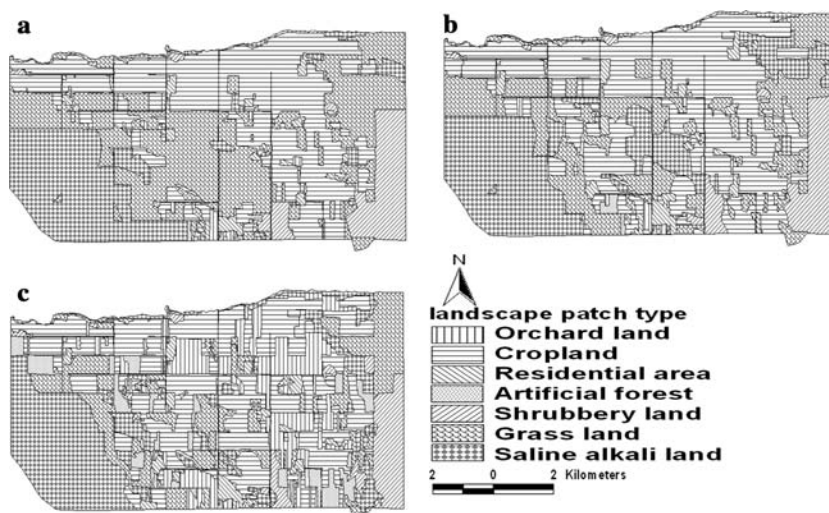 a
b
c
N
landscape patch type
Orchard land
Cropland
Residential area
Artificial forest
Shrubbery land
Grass land
Saline alkali land
2 0 2 Kilometers